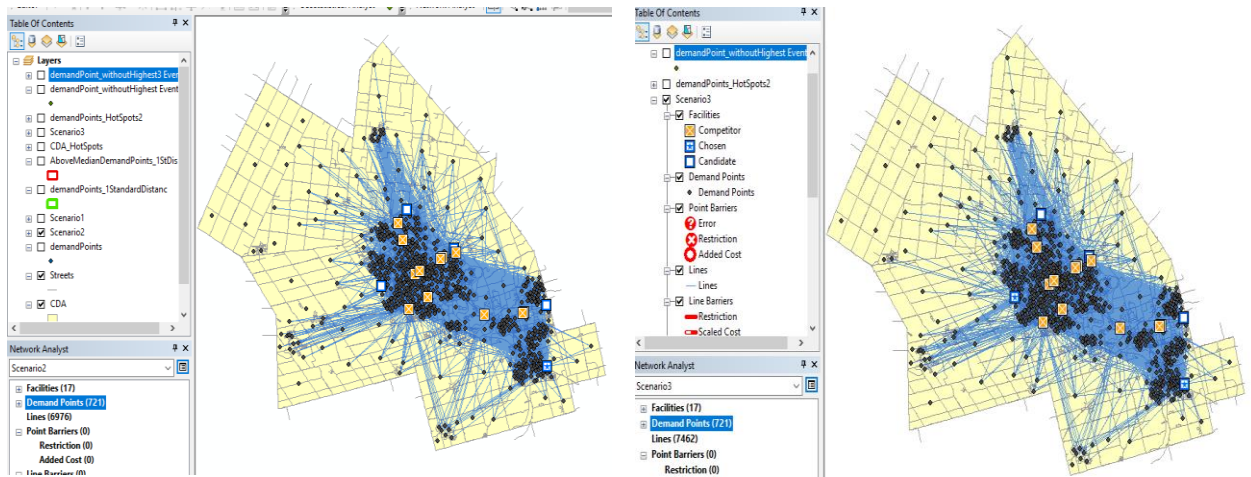 Table Of Contents
Layers
demandPoint_withoutHighest3 Even
demandPoint_withoutHighest Event
demandPoints_HotSpots2
Scenario3
CDA_HotSpots
AboveMedianDemandPoints_1StDis
demandPoints_1StandardDistanc
Scenario1
Scenario2
demandPoints
Streets
CDA
Network Analyst
Scenario2
Facilities (17)
Demand Points (721)
Lines (6976)
Point Barriers (0)
Restriction (0)
Added Cost (0)
Line Barriers (0)
Table Of Contents
demandPoint_withoutHighest Event
demandPoints_HotSpots2
Scenario3
Facilities
Competitor
Chosen
Candidate
Demand Points
Demand Points
Point Barriers
Error
Restriction
Added Cost
Lines
Lines
Line Barriers
Restriction
Scaled Cost
Network Analyst
Scenario3
Facilities (17)
Demand Points (721)
Lines (7462)
Point Barriers (0)
Restriction (0)